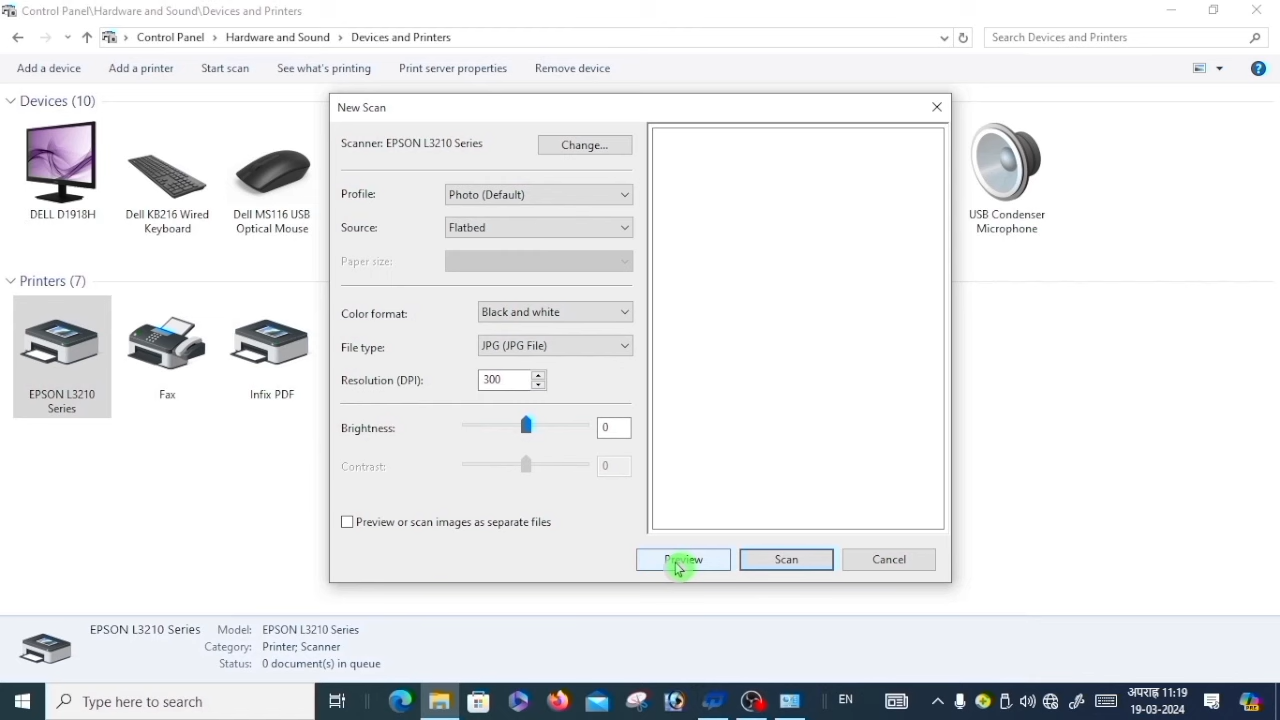 Control Panel\Hardware and Sound\Devices and Printers
Control Panel > Hardware and Sound > Devices and Printers
Search Devices and Printers
Add a device Add a printer Start scan See what's printing Print server properties Remove device
Devices (10)
DELL D1918H
Dell KB216 Wired
Keyboard
Dell MS116 USB
Optical Mouse
USB Condenser
Microphone
Printers (7)
EPSON L3210
Series
Fax
Infix PDF
New Scan
Scanner: EPSON L3210 Series
Change...
Profile: Photo (Default)
Source: Flatbed
Paper size:
Color format: Black and white
File type: JPG (JPG File)
Resolution (DPI): 300
Brightness: 0
Contrast: 0
Preview or scan images as separate files
Preview Scan Cancel
EPSON L3210 Series Model: EPSON L3210 Series
Category: Printer; Scanner
Status: 0 document(s) in queue
Type here to search
EN
अपराह्न 11:19
19-03-2024
PRE